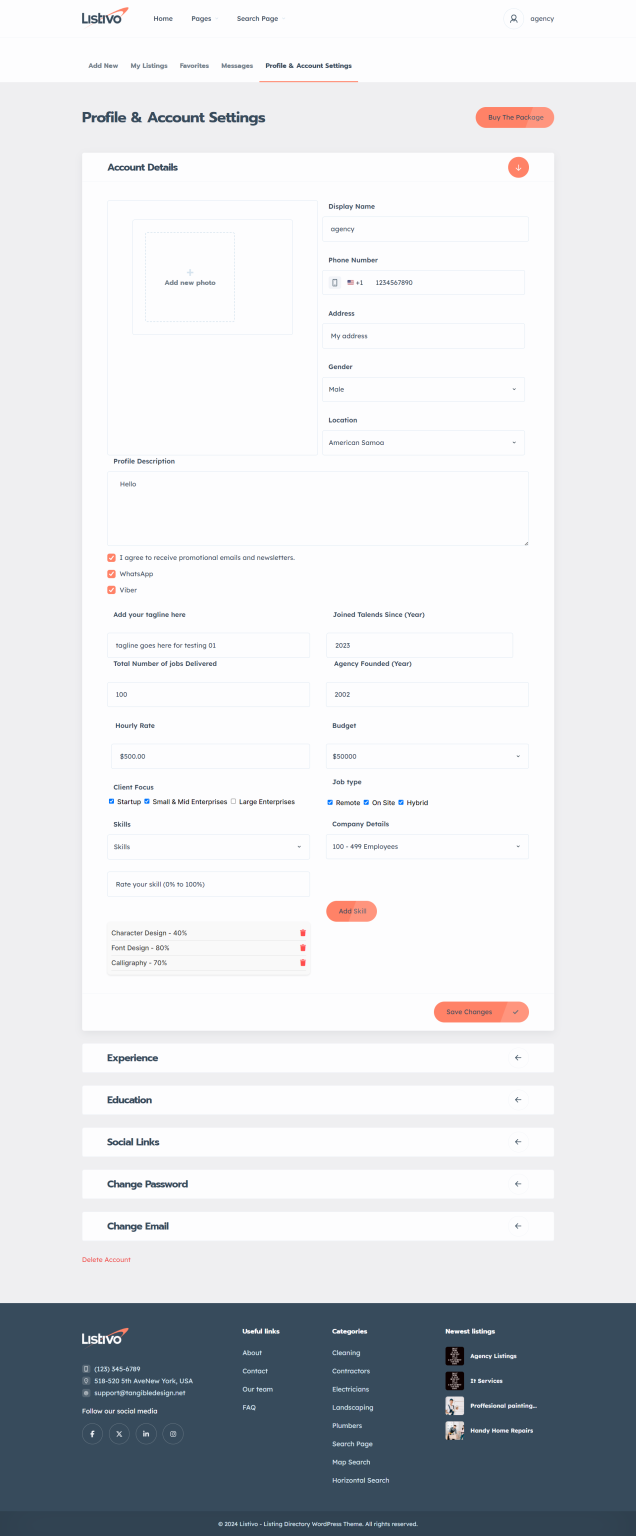 Listivo
Home Pages Search Page agency
Add New My Listings Favorites Messages Profile & Account Settings
Profile & Account Settings
Buy The Package
Account Details
Add new photo
Display Name
agency
Phone Number
+1 1234567890
Address
My address
Gender
Male
Location
American Samoa
Profile Description
Hello
I agree to receive promotional emails and newsletters.
WhatsApp
Viber
Add your tagline here Joined Talends Since (Year)
tagline goes here for testing 01 2023
Total Number of jobs Delivered Agency Founded (Year)
100 2002
Hourly Rate Budget
$500.00 $50000
Client Focus Job type
Startup Small & Mid Enterprises Large Enterprises Remote On Site Hybrid
Skills Company Details
Skills 100 - 499 Employees
Rate your skill (0% to 100%)
Add Skill
Character Design - 40%
Font Design - 80%
Calligraphy - 70%
Save Changes
Experience
Education
Social Links
Change Password
Change Email
Delete Account
Listivo
(123) 345-6789
518-520 5th AveNew York, USA
support@tangibledesign.net
Follow our social media
Useful links
About
Contact
Our team
FAQ
Categories
Cleaning
Contractors
Electricians
Landscaping
Plumbers
Search Page
Map Search
Horizontal Search
Newest listings
Agency Listings
It Services
Proffesional painting...
Handy Home Repairs
© 2024 Listivo - Listing Directory WordPress Theme. All rights reserved.